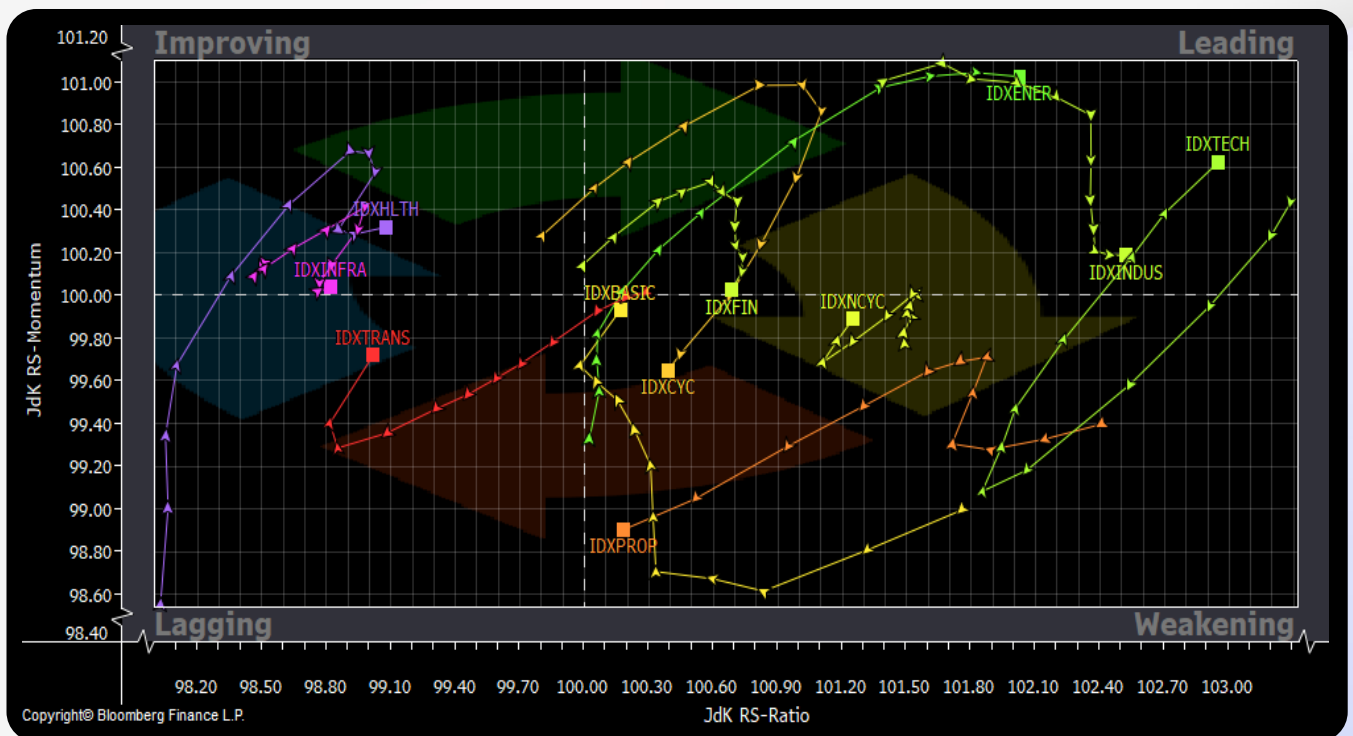 101.20
Improving
Leading
101.00
IDXENER
100.80
IDXTECH
100.60
100.40
IDXHLTH
100.20
IDXINFRA
IDXINDUS
100.00
IDXBASIC
IDXFIN
IDXNCYC
99.80
IDXTRANS
99.60
IDXCYC
99.40
99.20
99.00
98.80
IDXPROP
98.60
98.40
Lagging
Weakening
JdK RS-Momentum
98.20 98.50 98.80 99.10 99.40 99.70 100.00 100.30 100.60 100.90 101.20 101.50 101.80 102.10 102.40 102.70 103.00
Copyright© Bloomberg Finance L.P.
JdK RS-Ratio